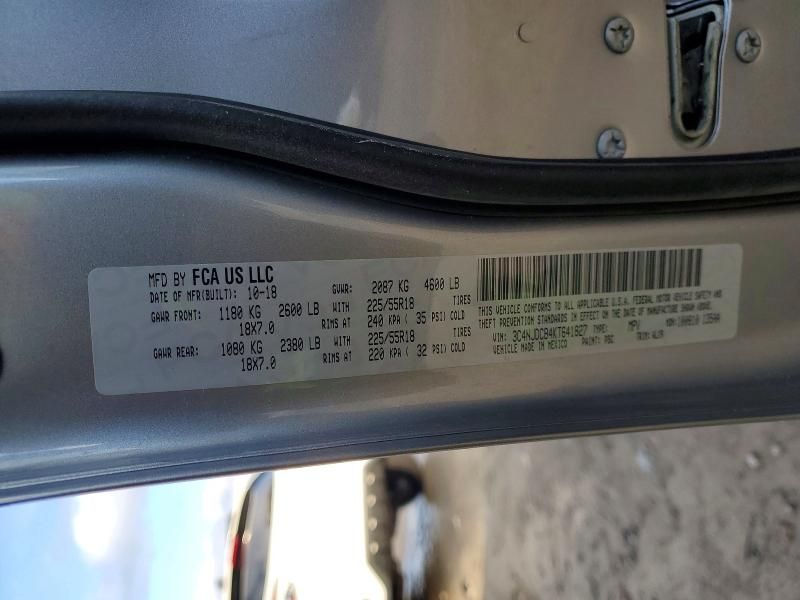 MFD BY FCA US LLC
DATE OF MFR(BUILT): 10-18 GVWR: 2087 KG 4600 LB
GAWR FRONT: 1180 KG 2600 LB WITH 225/55R18 TIRES
18X7.0 RIMS AT 240 KPA ( 35 PSI) COLD
GAWR REAR: 1080 KG 2380 LB WITH 225/55R18 TIRES
18X7.0 RIMS AT 220 KPA ( 32 PSI) COLD
THIS VEHICLE CONFORMS TO ALL APPLICABLE U.S.A. FEDERAL MOTOR VEHICLE SAFETY AND
THEFT PREVENTION STANDARDS IN EFFECT ON THE DATE OF MANUFACTURE SHOWN ABOVE.
VIN: 3C4NJDCB4KT641827 TYPE: MPV MDH:
VEHICLE MADE IN MEXICO PAINT: PDC TRIM: